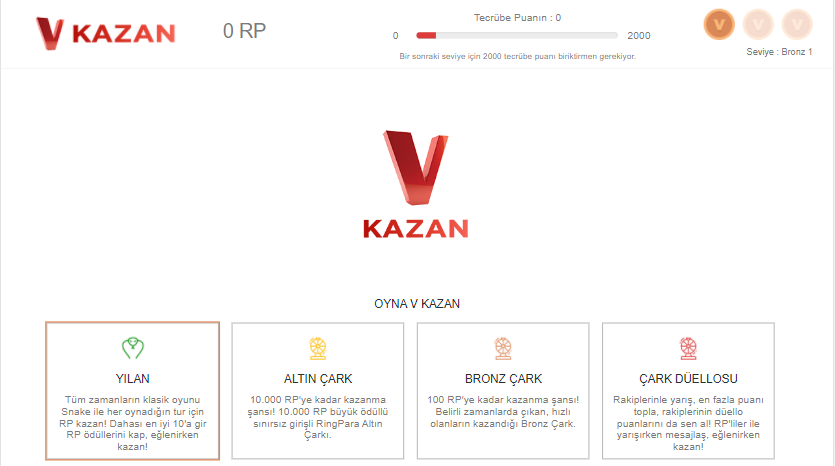 V KAZAN
0 RP
Tecrübe Puanın : 0
0
2000
Bir sonraki seviye için 2000 tecrübe puanı biriktirmen gerekiyor.
V V V
Seviye : Bronz 1
V
KAZAN
OYNA V KAZAN
YILAN
Tüm zamanların klasik oyunu
Snake ile her oynadığın tur için
RP kazan! Dahası en iyi 10'a gir
RP ödüllerini kap, eğlenirken
kazan!
ALTIN ÇARK
10.000 RP'ye kadar kazanma
şansı! 10.000 RP büyük ödüllü
sınırsız girişli RingPara Altın
Çarkı.
BRONZ ÇARK
100 RP'ye kadar kazanma şansı!
Belirli zamanlarda çıkan, hızlı
olanların kazandığı Bronz Çark.
ÇARK DÜELLOSU
Rakiplerinle yarış, en fazla puanı
topla, rakiplerinin düello
puanlarını da sen al! RP'liler ile
yarışırken mesajlaş, eğlenirken
kazan!